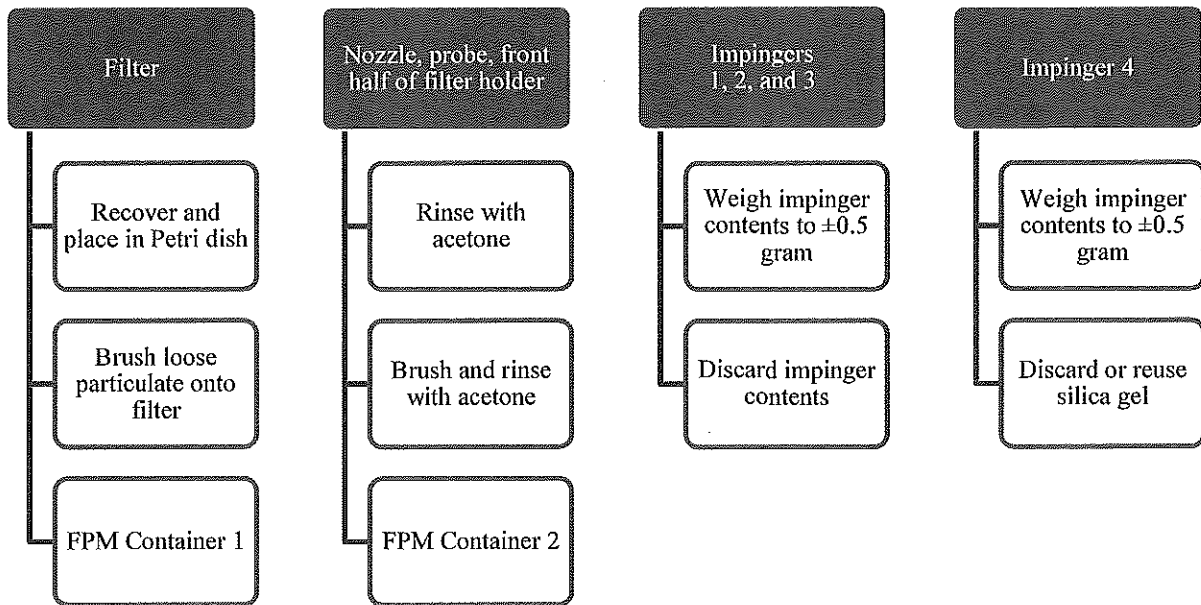 Filter
Recover and
place in Petri dish
Brush loose
particulate onto
filter
FPM Container 1
Nozzle, probe, front
half of filter holder
Rinse with
acetone
Brush and rinse
with acetone
FPM Container 2
Impingers
1, 2, and 3
Weigh impinger
contents to ±0.5
gram
Discard impinger
contents
Impinger 4
Weigh impinger
contents to ±0.5
gram
Discard or reuse
silica gel